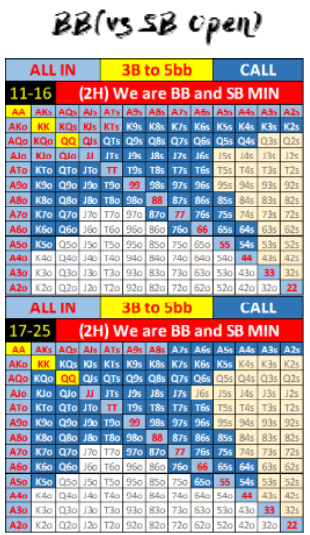 BB(vs SB Open)
ALL IN 3B to 5bb CALL
11-16 (2H) We are BB and SB MIN
AA AKs AQs AJs ATs A9s A8s A7s A6s A5s A4s A3s A2s
AKo KK KQs KJs KTs K9s K8s K7s K6s K5s K4s K3s K2s
AQo KQo QQ QJs QTs Q9s Q8s Q7s Q6s Q5s Q4s Q3s Q2s
AJo KJo QJo JJ JTs J9s J8s J7s J6s J5s J4s J3s J2s
ATo KTo QTo JTo TT T9s T8s T7s T6s T5s T4s T3s T2s
A9o K9o Q9o J9o T9o 99 98s 97s 96s 95s 94s 93s 92s
A8o K8o Q8o J8o T8o 98o 88 87s 86s 85s 84s 83s 82s
A7o K7o Q7o J7o T7o 97o 87o 77 76s 75s 74s 73s 72s
A6o K6o Q6o J6o T6o 96o 86o 76o 66 65s 64s 63s 62s
A5o K5o Q5o J5o T5o 95o 85o 75o 65o 55 54s 53s 52s
A4o K4o Q4o J4o T4o 94o 84o 74o 64o 54o 44 43s 42s
A3o K3o Q3o J3o T3o 93o 83o 73o 63o 53o 43o 33 32s
A2o K2o Q2o J2o T2o 92o 82o 72o 62o 52o 42o 32o 22
ALL IN 3B to 5bb CALL
17-25 (2H) We are BB and SB MIN
AA AKs AQs AJs ATs A9s A8s A7s A6s A5s A4s A3s A2s
AKo KK KQs KJs KTs K9s K8s K7s K6s K5s K4s K3s K2s
AQo KQo QQ QJs QTs Q9s Q8s Q7s Q6s Q5s Q4s Q3s Q2s
AJo KJo QJo JJ JTs J9s J8s J7s J6s J5s J4s J3s J2s
ATo KTo QTo JTo TT T9s T8s T7s T6s T5s T4s T3s T2s
A9o K9o Q9o J9o T9o 99 98s 97s 96s 95s 94s 93s 92s
A8o K8o Q8o J8o T8o 98o 88 87s 86s 85s 84s 83s 82s
A7o K7o Q7o J7o T7o 97o 87o 77 76s 75s 74s 73s 72s
A6o K6o Q6o J6o T6o 96o 86o 76o 66 65s 64s 63s 62s
A5o K5o Q5o J5o T5o 95o 85o 75o 65o 55 54s 53s 52s
A4o K4o Q4o J4o T4o 94o 84o 74o 64o 54o 44 43s 42s
A3o K3o Q3o J3o T3o 93o 83o 73o 63o 53o 43o 33 32s
A2o K2o Q2o J2o T2o 92o 82o 72o 62o 52o 42o 32o 22